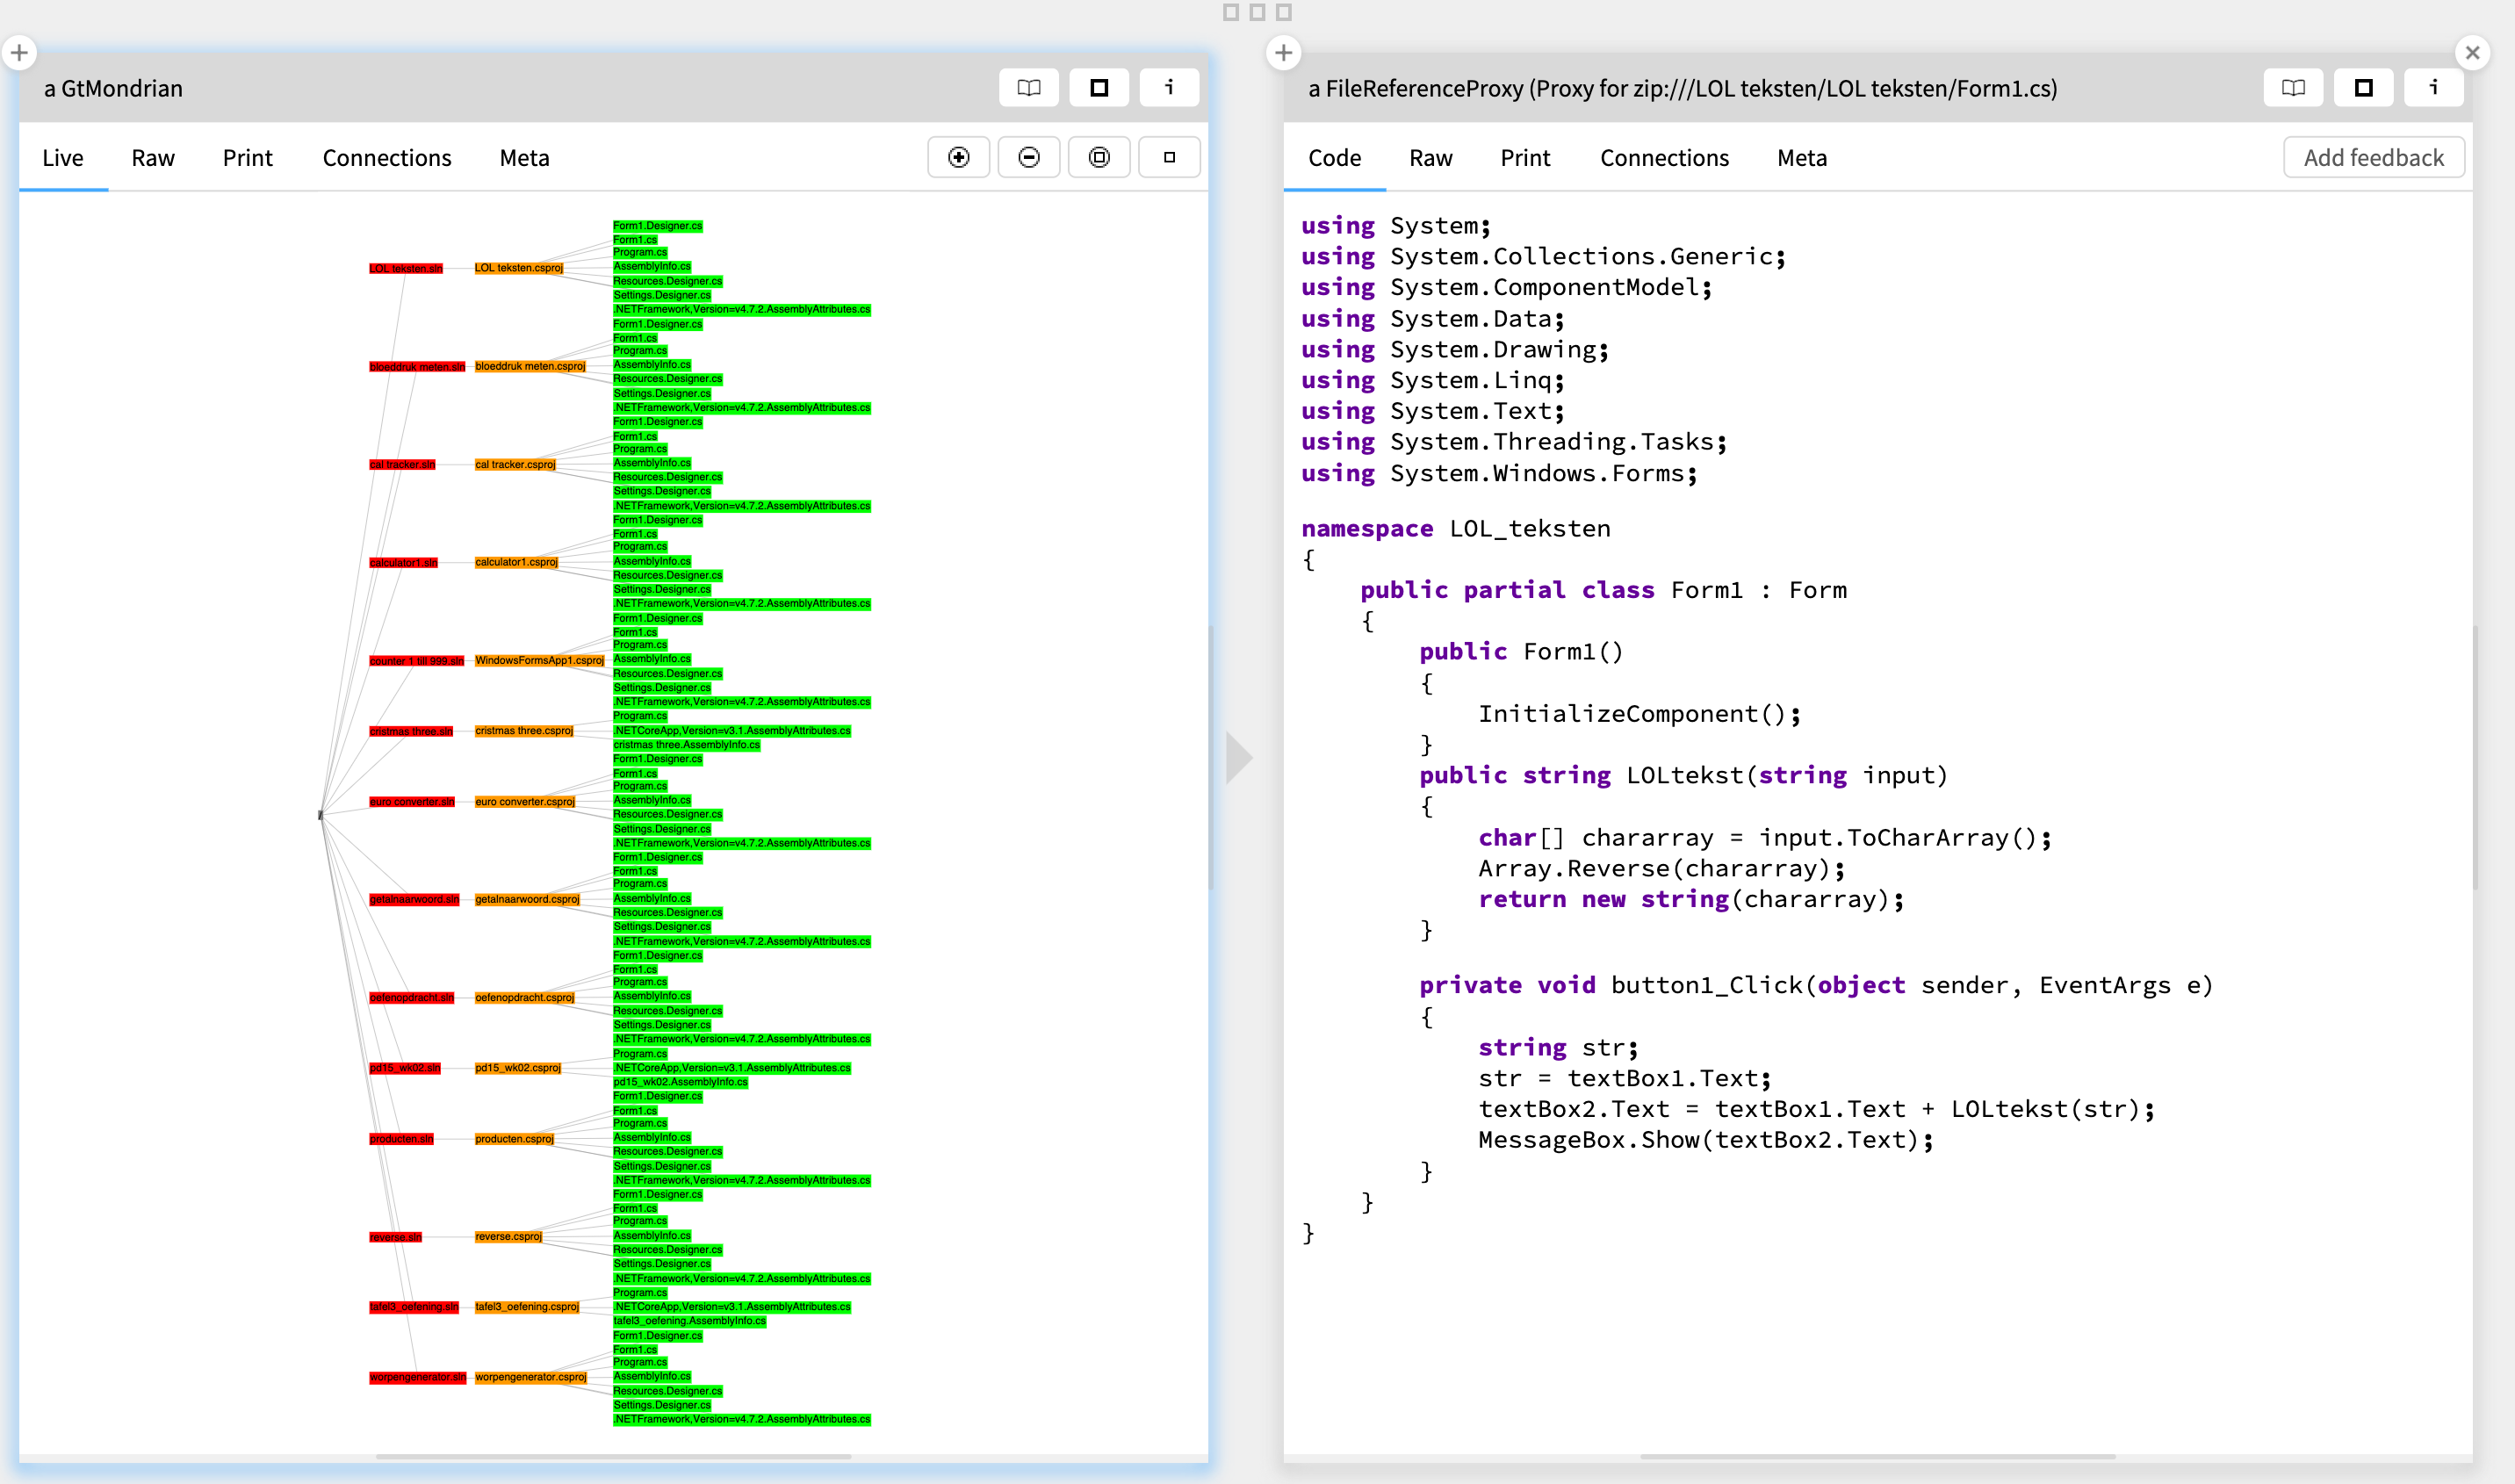 a GtMondrian
i
Live Raw Print Connections Meta
Form1.Designer.cs
Form1.cs
Program.cs
LOL teksten.sln LOL teksten.csproj AssemblyInfo.cs
Resources.Designer.cs
Settings.Designer.cs
.NETFramework,Version=v4.7.2.AssemblyAttributes.cs
Form1.Designer.cs
Form1.cs
Program.cs
bloeddruk meten.sln bloeddruk meten.csproj AssemblyInfo.cs
Resources.Designer.cs
Settings.Designer.cs
.NETFramework,Version=v4.7.2.AssemblyAttributes.cs
Form1.Designer.cs
Form1.cs
Program.cs
cal tracker.sln cal tracker.csproj AssemblyInfo.cs
Resources.Designer.cs
Settings.Designer.cs
.NETFramework,Version=v4.7.2.AssemblyAttributes.cs
Form1.Designer.cs
Form1.cs
Program.cs
calculator1.sln calculator1.csproj AssemblyInfo.cs
Resources.Designer.cs
Settings.Designer.cs
.NETFramework,Version=v4.7.2.AssemblyAttributes.cs
Form1.Designer.cs
Form1.cs
Program.cs
counter 1 till 999.sln WindowsFormsApp1.csproj AssemblyInfo.cs
Resources.Designer.cs
Settings.Designer.cs
.NETFramework,Version=v4.7.2.AssemblyAttributes.cs
Program.cs
cristmas three.sln cristmas three.csproj .NETCoreApp,Version=v3.1.AssemblyAttributes.cs
cristmas three.AssemblyInfo.cs
Form1.Designer.cs
Form1.cs
Program.cs
euro converter.sln euro converter.csproj AssemblyInfo.cs
Resources.Designer.cs
Settings.Designer.cs
.NETFramework,Version=v4.7.2.AssemblyAttributes.cs
/
Form1.Designer.cs
Form1.cs
Program.cs
getalnaarwoord.sln getalnaarwoord.csproj AssemblyInfo.cs
Resources.Designer.cs
Settings.Designer.cs
.NETFramework,Version=v4.7.2.AssemblyAttributes.cs
Form1.Designer.cs
Form1.cs
Program.cs
oefenopdracht.sln oefenopdracht.csproj AssemblyInfo.cs
Resources.Designer.cs
Settings.Designer.cs
.NETFramework,Version=v4.7.2.AssemblyAttributes.cs
Program.cs
pd15_wk02.sln pd15_wk02.csproj .NETCoreApp,Version=v3.1.AssemblyAttributes.cs
pd15_wk02.AssemblyInfo.cs
Form1.Designer.cs
Form1.cs
Program.cs
producten.sln producten.csproj AssemblyInfo.cs
Resources.Designer.cs
Settings.Designer.cs
.NETFramework,Version=v4.7.2.AssemblyAttributes.cs
Form1.Designer.cs
Form1.cs
Program.cs
reverse.sln reverse.csproj AssemblyInfo.cs
Resources.Designer.cs
Settings.Designer.cs
.NETFramework,Version=v4.7.2.AssemblyAttributes.cs
Program.cs
tafel3_oefening.sln tafel3_oefening.csproj .NETCoreApp,Version=v3.1.AssemblyAttributes.cs
tafel3_oefening.AssemblyInfo.cs
Form1.Designer.cs
Form1.cs
Program.cs
worpengenerator.sln worpengenerator.csproj AssemblyInfo.cs
Resources.Designer.cs
Settings.Designer.cs
.NETFramework,Version=v4.7.2.AssemblyAttributes.cs
a FileReferenceProxy (Proxy for zip:///LOL teksten/LOL teksten/Form1.cs)
i
Code Raw Print Connections Meta Add feedback
using System;
using System.Collections.Generic;
using System.ComponentModel;
using System.Data;
using System.Drawing;
using System.Linq;
using System.Text;
using System.Threading.Tasks;
using System.Windows.Forms;
namespace LOL_teksten
{
    public partial class Form1 : Form
    {
        public Form1()
        {
            InitializeComponent();
        }
        public string LOLtekst(string input)
        {
            char[] chararray = input.ToCharArray();
            Array.Reverse(chararray);
            return new string(chararray);
        }
        private void button1_Click(object sender, EventArgs e)
        {
            string str;
            str = textBox1.Text;
            textBox2.Text = textBox1.Text + LOLtekst(str);
            MessageBox.Show(textBox2.Text);
        }
    }
}